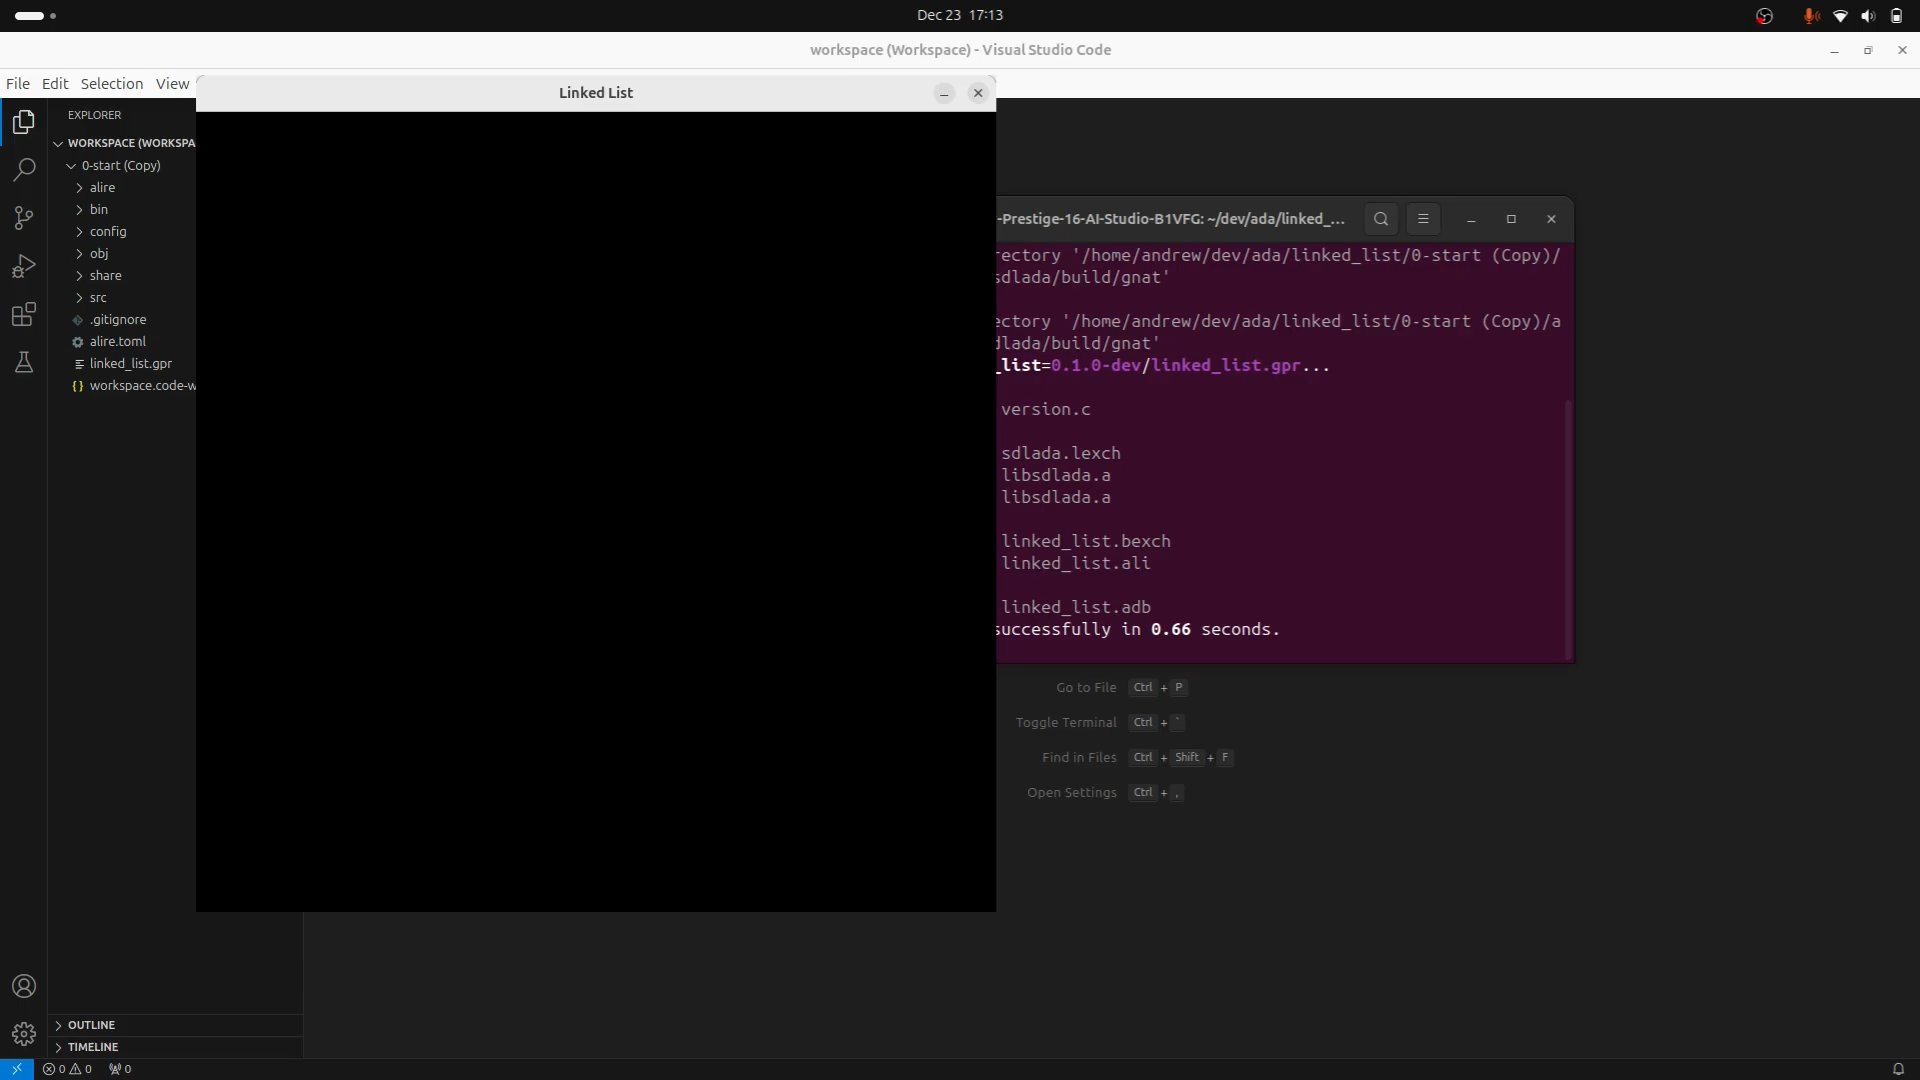 Dec 23 17:13
workspace (Workspace) - Visual Studio Code
File Edit Selection View
Linked List
EXPLORER
WORKSPACE (WORKSPA
0-start (Copy)
alire
bin
config
obj
share
src
.gitignore
alire.toml
linked_list.gpr
{} workspace.code-w
-Prestige-16-AI-Studio-B1VFG: ~/dev/ada/linked_...
rectory '/home/andrew/dev/ada/linked_list/0-start (Copy)/
sdlada/build/gnat'
ectory '/home/andrew/dev/ada/linked_list/0-start (Copy)/a
dlada/build/gnat'
_list=0.1.0-dev/linked_list.gpr...
version.c
sdlada.lexch
libsdlada.a
libsdlada.a
linked_list.bexch
linked_list.ali
linked_list.adb
successfully in 0.66 seconds.
Go to File Ctrl + P
Toggle Terminal Ctrl + `
Find in Files Ctrl + Shift + F
Open Settings Ctrl + ,
OUTLINE
TIMELINE
0 0 0